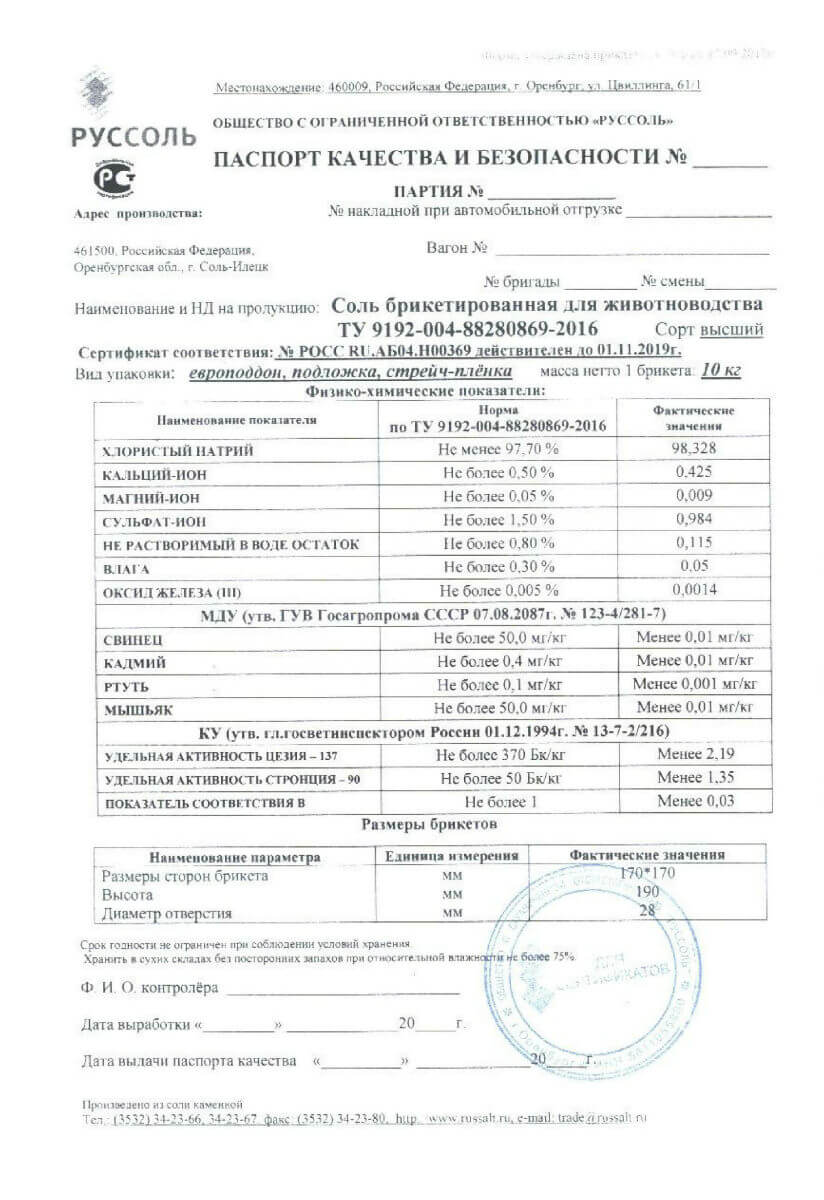 Местонахождение: 460009, Российская Федерация, г. Оренбург, ул. Цвиллинга, 61/1
РУССОЛЬ
ОБЩЕСТВО С ОГРАНИЧЕННОЙ ОТВЕТСТВЕННОСТЬЮ «РУССОЛЬ»
ПАСПОРТ КАЧЕСТВА И БЕЗОПАСНОСТИ № ______
РСТ
ПАРТИЯ № ______________
Адрес производства:
№ накладной при автомобильной отгрузке ______________
461500, Российская Федерация,
Оренбургская обл., г. Соль-Илецк
Вагон № ______________
№ бригады ________ № смены________
Наименование и НД на продукцию: Соль брикетированная для животноводства
ТУ 9192-004-88280869-2016 Сорт высший
Сертификат соответствия: № РОСС RU.АБ04.Н00369 действителен до 01.11.2019г.
Вид упаковки: европоддон, подложка, стрейч-плёнка масса нетто 1 брикета: 10 кг
Физико-химические показатели:
Наименование показателя Норма по ТУ 9192-004-88280869-2016 Фактические значения
ХЛОРИСТЫЙ НАТРИЙ Не менее 97,70 % 98,328
КАЛЬЦИЙ-ИОН Не более 0,50 % 0,425
МАГНИЙ-ИОН Не более 0,05 % 0,009
СУЛЬФАТ-ИОН Не более 1,50 % 0,984
НЕ РАСТВОРИМЫЙ В ВОДЕ ОСТАТОК Не более 0,80 % 0,115
ВЛАГА Не более 0,30 % 0,05
ОКСИД ЖЕЛЕЗА (III) Не более 0,005 % 0,0014
МДУ (утв. ГУВ Госагропрома СССР 07.08.2087г. № 123-4/281-7)
СВИНЕЦ Не более 50,0 мг/кг Менее 0,01 мг/кг
КАДМИЙ Не более 0,4 мг/кг Менее 0,01 мг/кг
РТУТЬ Не более 0,1 мг/кг Менее 0,001 мг/кг
МЫШЬЯК Не более 50,0 мг/кг Менее 0,01 мг/кг
КУ (утв. гл.госветинспектором России 01.12.1994г. № 13-7-2/216)
УДЕЛЬНАЯ АКТИВНОСТЬ ЦЕЗИЯ – 137 Не более 370 Бк/кг Менее 2,19
УДЕЛЬНАЯ АКТИВНОСТЬ СТРОНЦИЯ – 90 Не более 50 Бк/кг Менее 1,35
ПОКАЗАТЕЛЬ СООТВЕТСТВИЯ В Не более 1 Менее 0,03
Размеры брикетов
Наименование параметра Единица измерения Фактические значения
Размеры сторон брикета мм 170*170
Высота мм 190
Диаметр отверстия мм 28
Срок годности не ограничен при соблюдении условий хранения.
Хранить в сухих складах без посторонних запахов при относительной влажности не более 75%.
Ф. И. О. контролёра ______________
Дата выработки «________» ____________ 20_____г.
Дата выдачи паспорта качества «________» ____________20_____г.
Произведено из соли каменной
Тел.: (3532) 34-23-66, 34-23-67 факс: (3532) 34-23-80, http: www.russalt.ru, e-mail: trade@russalt.ru